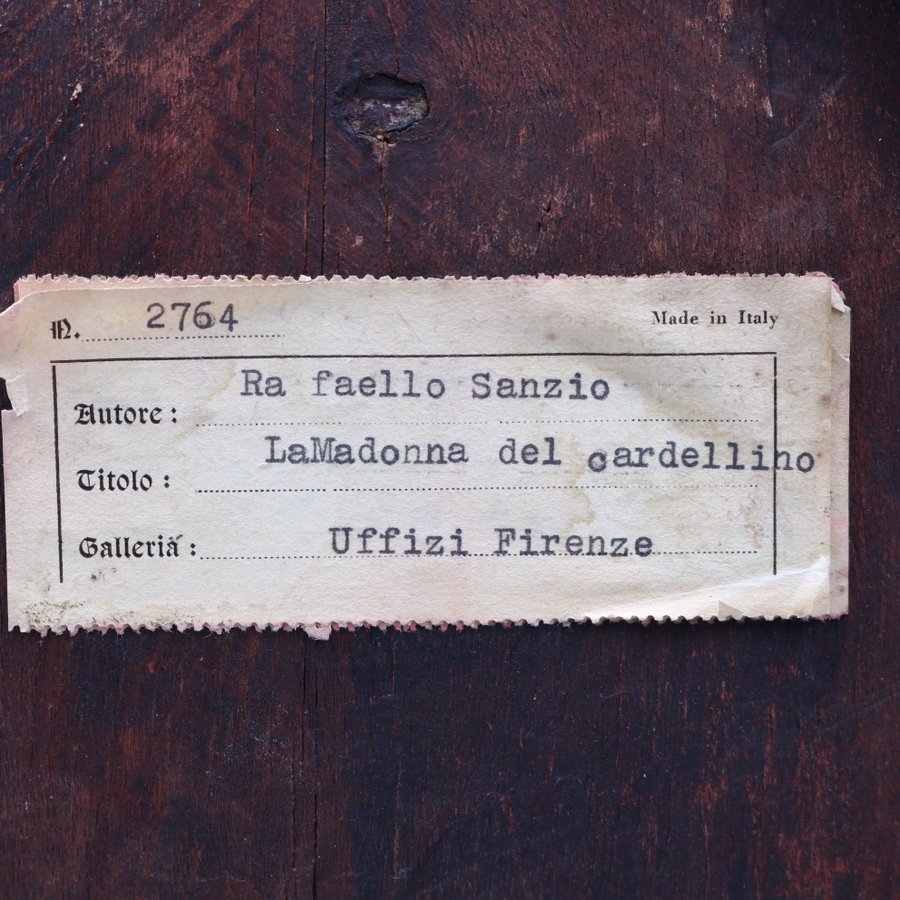 N. 2764 Made in Italy
Autore: Ra faello Sanzio
Titolo: LaMadonna del cardellino
Galleria: Uffizi Firenze